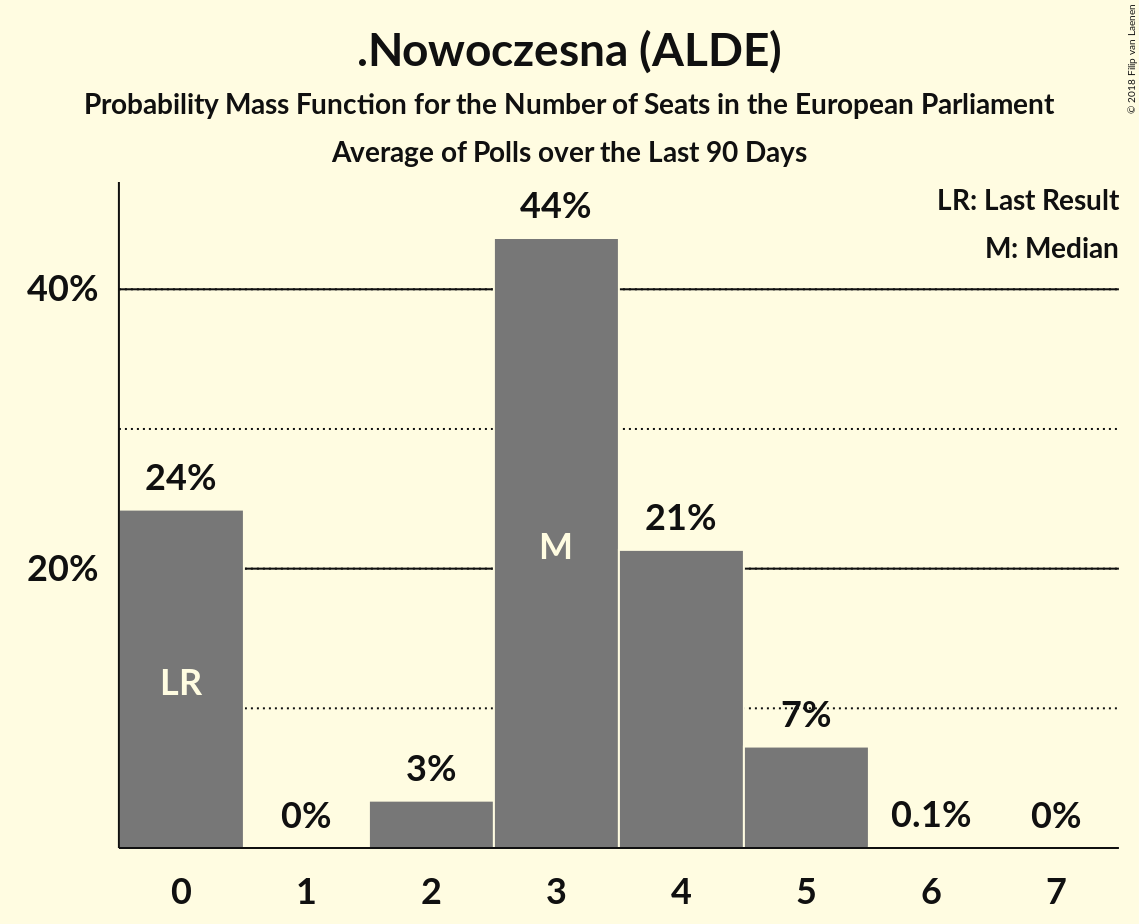 .Nowoczesna (ALDE)
Probability Mass Function for the Number of Seats in the European Parliament
Average of Polls over the Last 90 Days
© 2018 Filip van Laenen
LR: Last Result
M: Median
44%
40%
24%
21%
M
20%
LR
7%
3%
0%
0.1%
0%
0 1 2 3 4 5 6 7